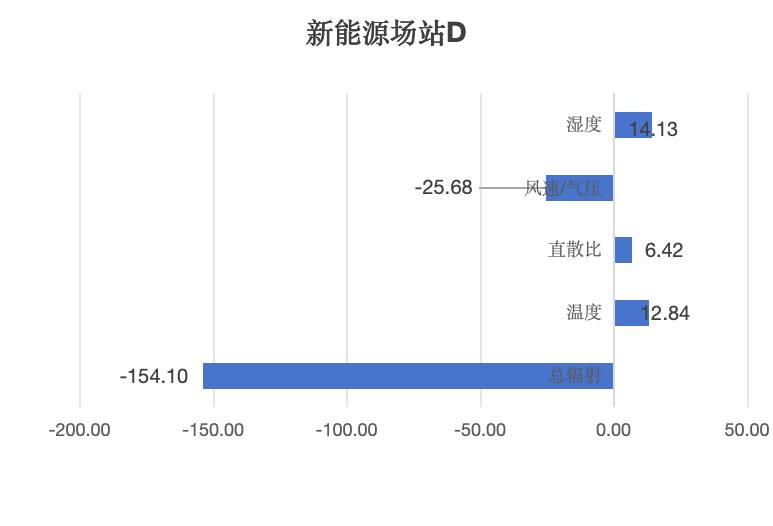 新能源场站D
湿度 14.13
-25.68 风速/气压
直散比 6.42
温度 12.84
-154.10 总辐射
-200.00 -150.00 -100.00 -50.00 0.00 50.00